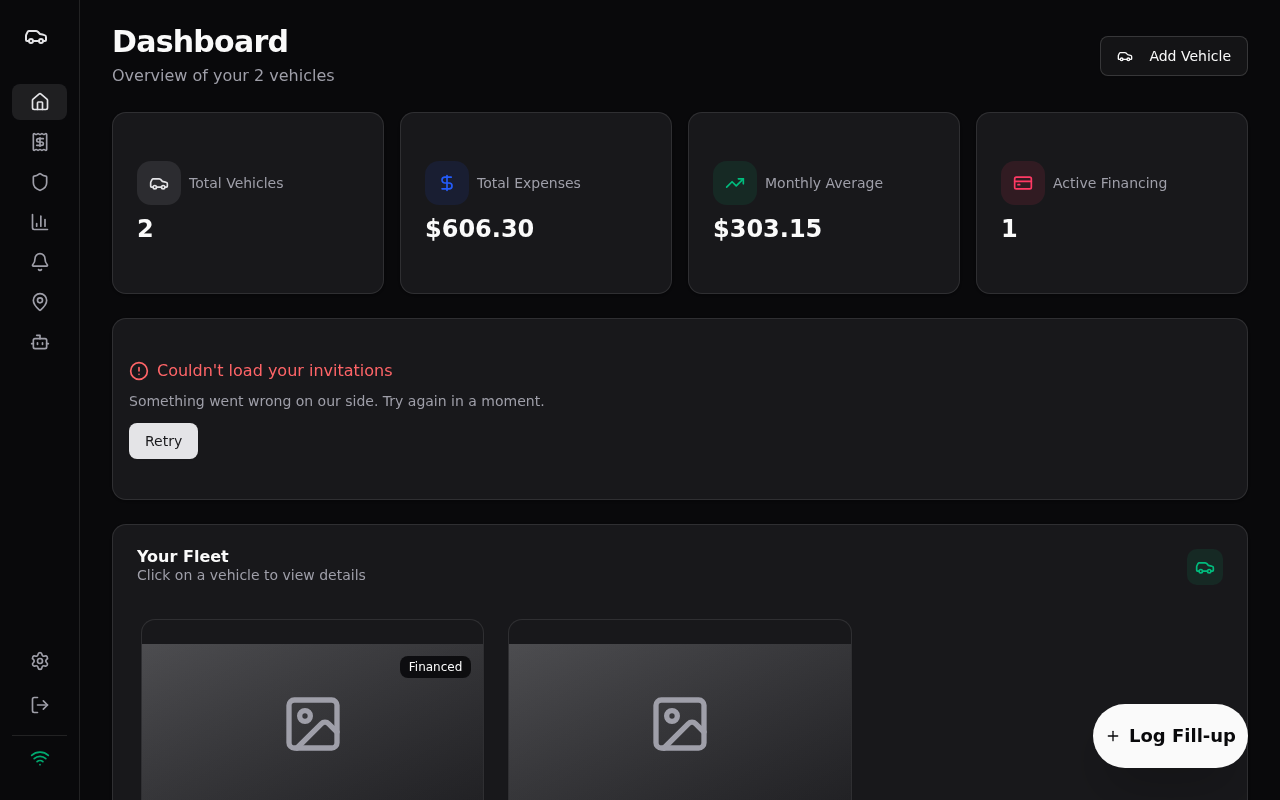 Dashboard
Overview of your 2 vehicles
Add Vehicle
Total Vehicles
2
Total Expenses
$606.30
Monthly Average
$303.15
Active Financing
1
Couldn't load your invitations
Something went wrong on our side. Try again in a moment.
Retry
Your Fleet
Click on a vehicle to view details
Financed
+ Log Fill-up